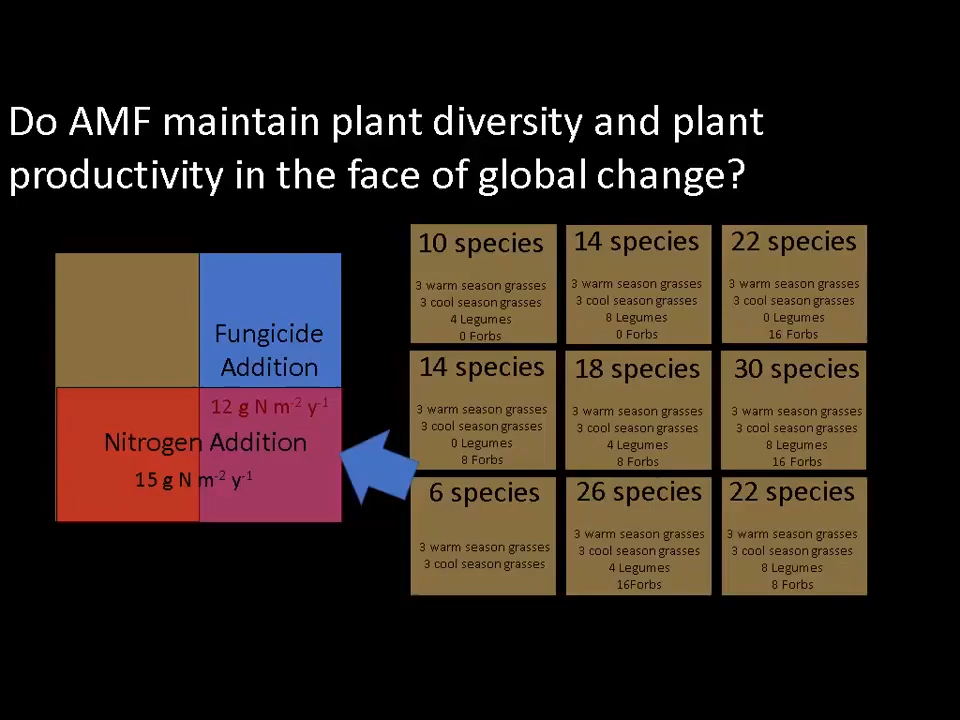 Do AMF maintain plant diversity and plant
productivity in the face of global change?
Fungicide
Addition
12 g N m-2 y-1
Nitrogen Addition
15 g N m-2 y-1
10 species
3 warm season grasses
3 cool season grasses
4 Legumes
0 Forbs
14 species
3 warm season grasses
3 cool season grasses
8 Legumes
0 Forbs
22 species
3 warm season grasses
3 cool season grasses
0 Legumes
16 Forbs
14 species
3 warm season grasses
3 cool season grasses
0 Legumes
8 Forbs
18 species
3 warm season grasses
3 cool season grasses
4 Legumes
8 Forbs
30 species
3 warm season grasses
3 cool season grasses
8 Legumes
16 Forbs
6 species
3 warm season grasses
3 cool season grasses
26 species
3 warm season grasses
3 cool season grasses
4 Legumes
16Forbs
22 species
3 warm season grasses
3 cool season grasses
8 Legumes
8 Forbs